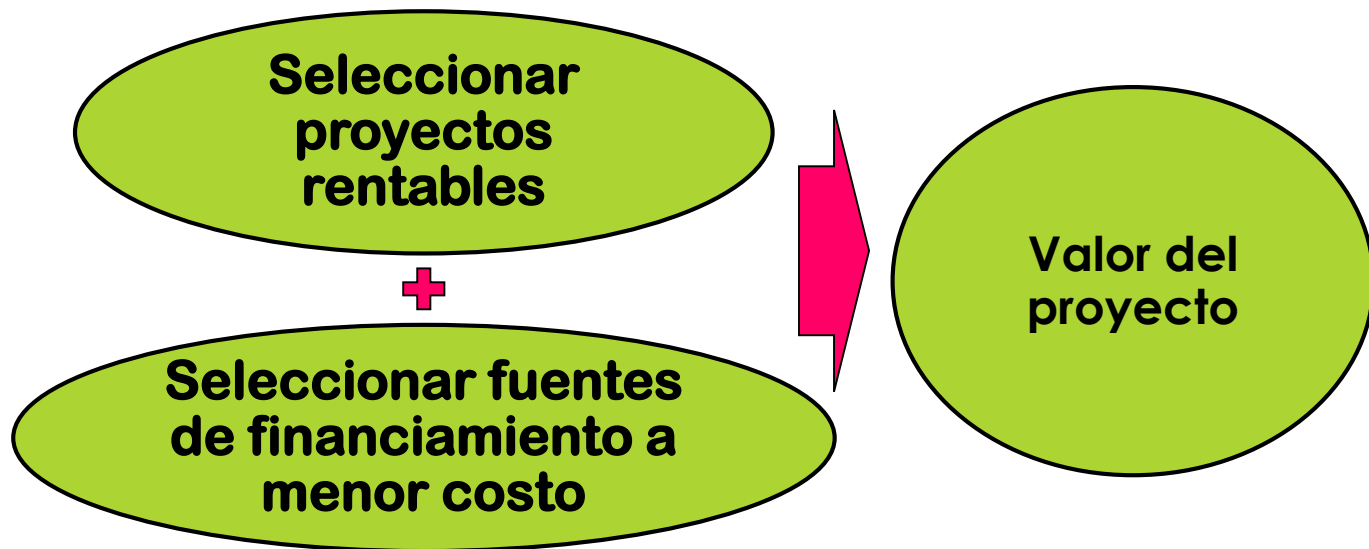 Seleccionar
proyectos
rentables
Seleccionar fuentes
de financiamiento a
menor costo
Valor del
proyecto